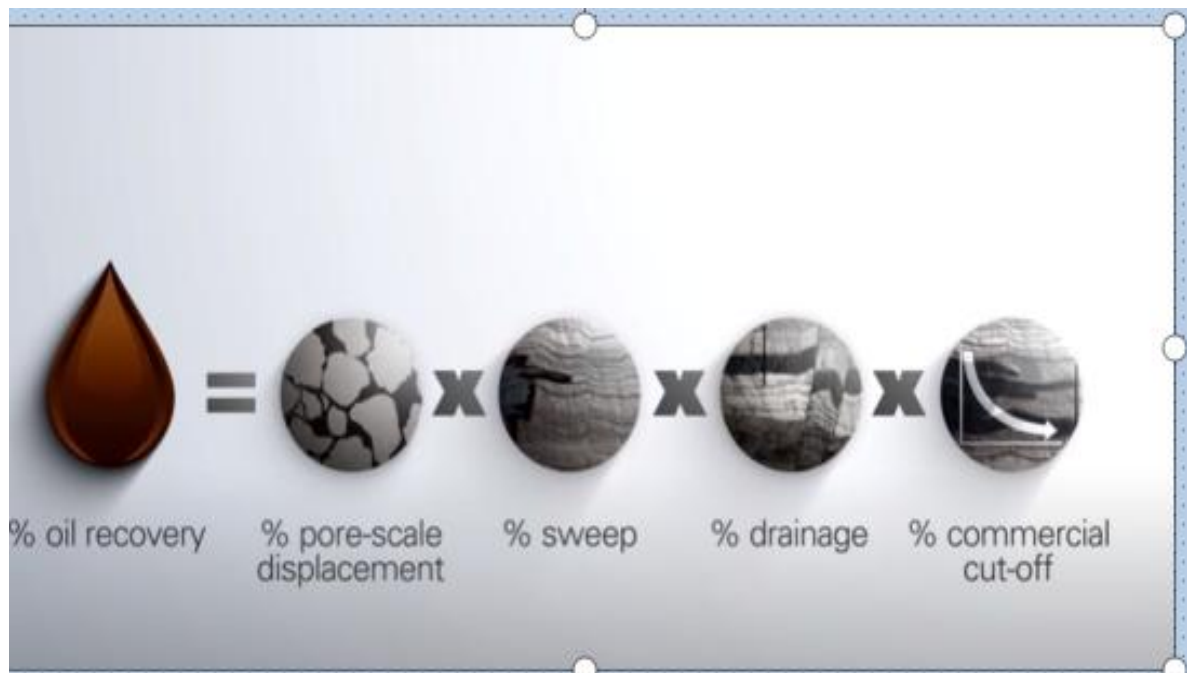 = x x x
% oil recovery % pore-scale displacement % sweep % drainage % commercial cut-off